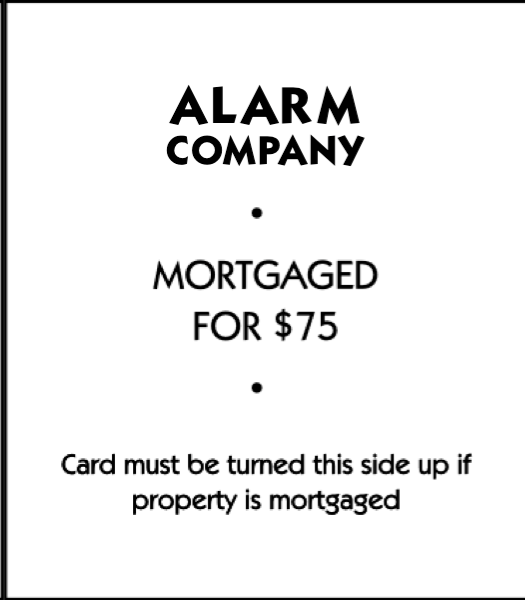 ALARM
COMPANY
•
MORTGAGED
FOR $75
•
Card must be turned this side up if
property is mortgaged